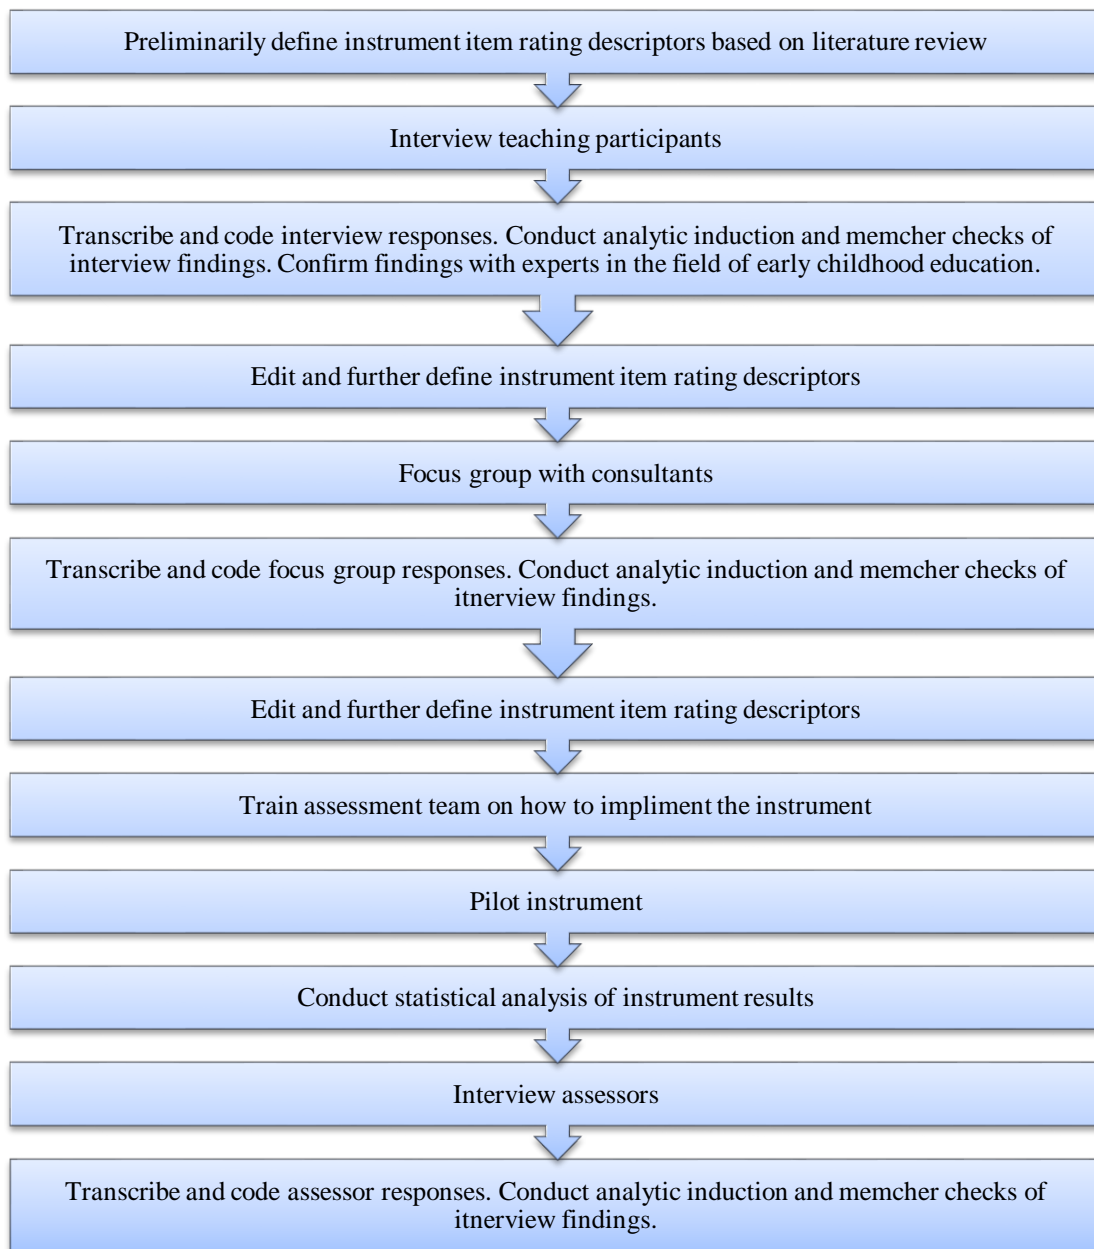 Preliminarily define instrument item rating descriptors based on literature review
Interview teaching participants
Transcribe and code interview responses. Conduct analytic induction and memcher checks of
interview findings. Confirm findings with experts in the field of early childhood education.
Edit and further define instrument item rating descriptors
Focus group with consultants
Transcribe and code focus group responses. Conduct analytic induction and memcher checks of
itnerview findings.
Edit and further define instrument item rating descriptors
Train assessment team on how to impliment the instrument
Pilot instrument
Conduct statistical analysis of instrument results
Interview assessors
Transcribe and code assessor responses. Conduct analytic induction and memcher checks of
itnerview findings.